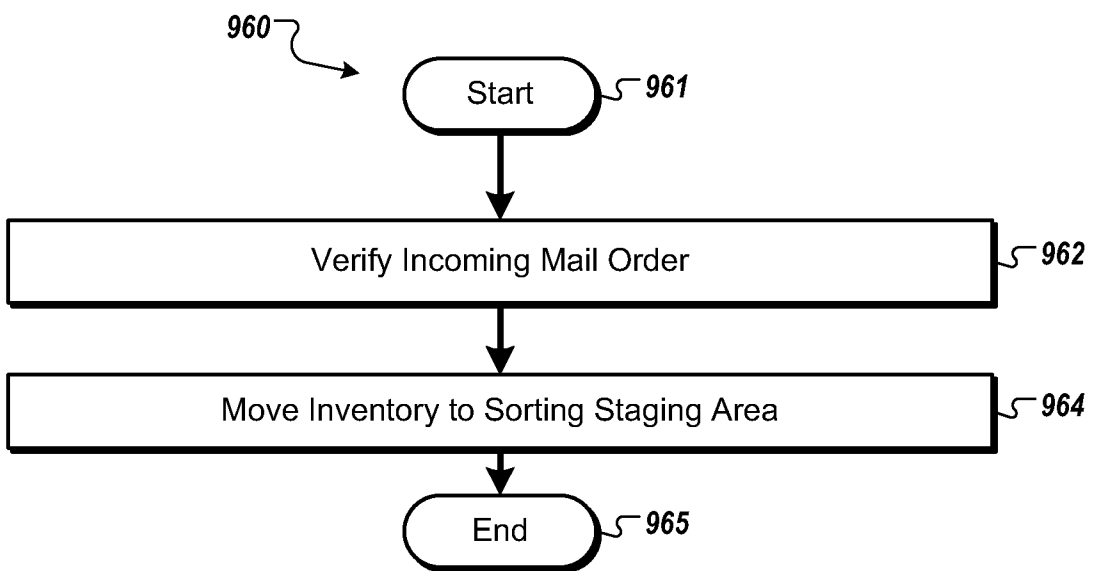 960
Start
961
Verify Incoming Mail Order
962
Move Inventory to Sorting Staging Area
964
End
965